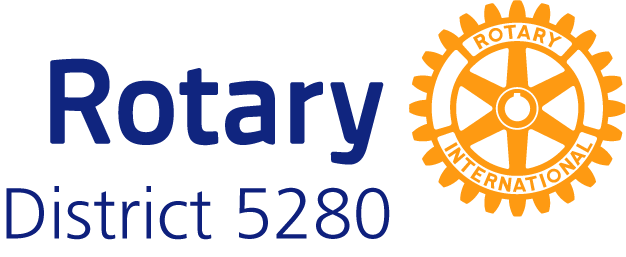 Rotary
District 5280
ROTARY
INTERNATIONAL